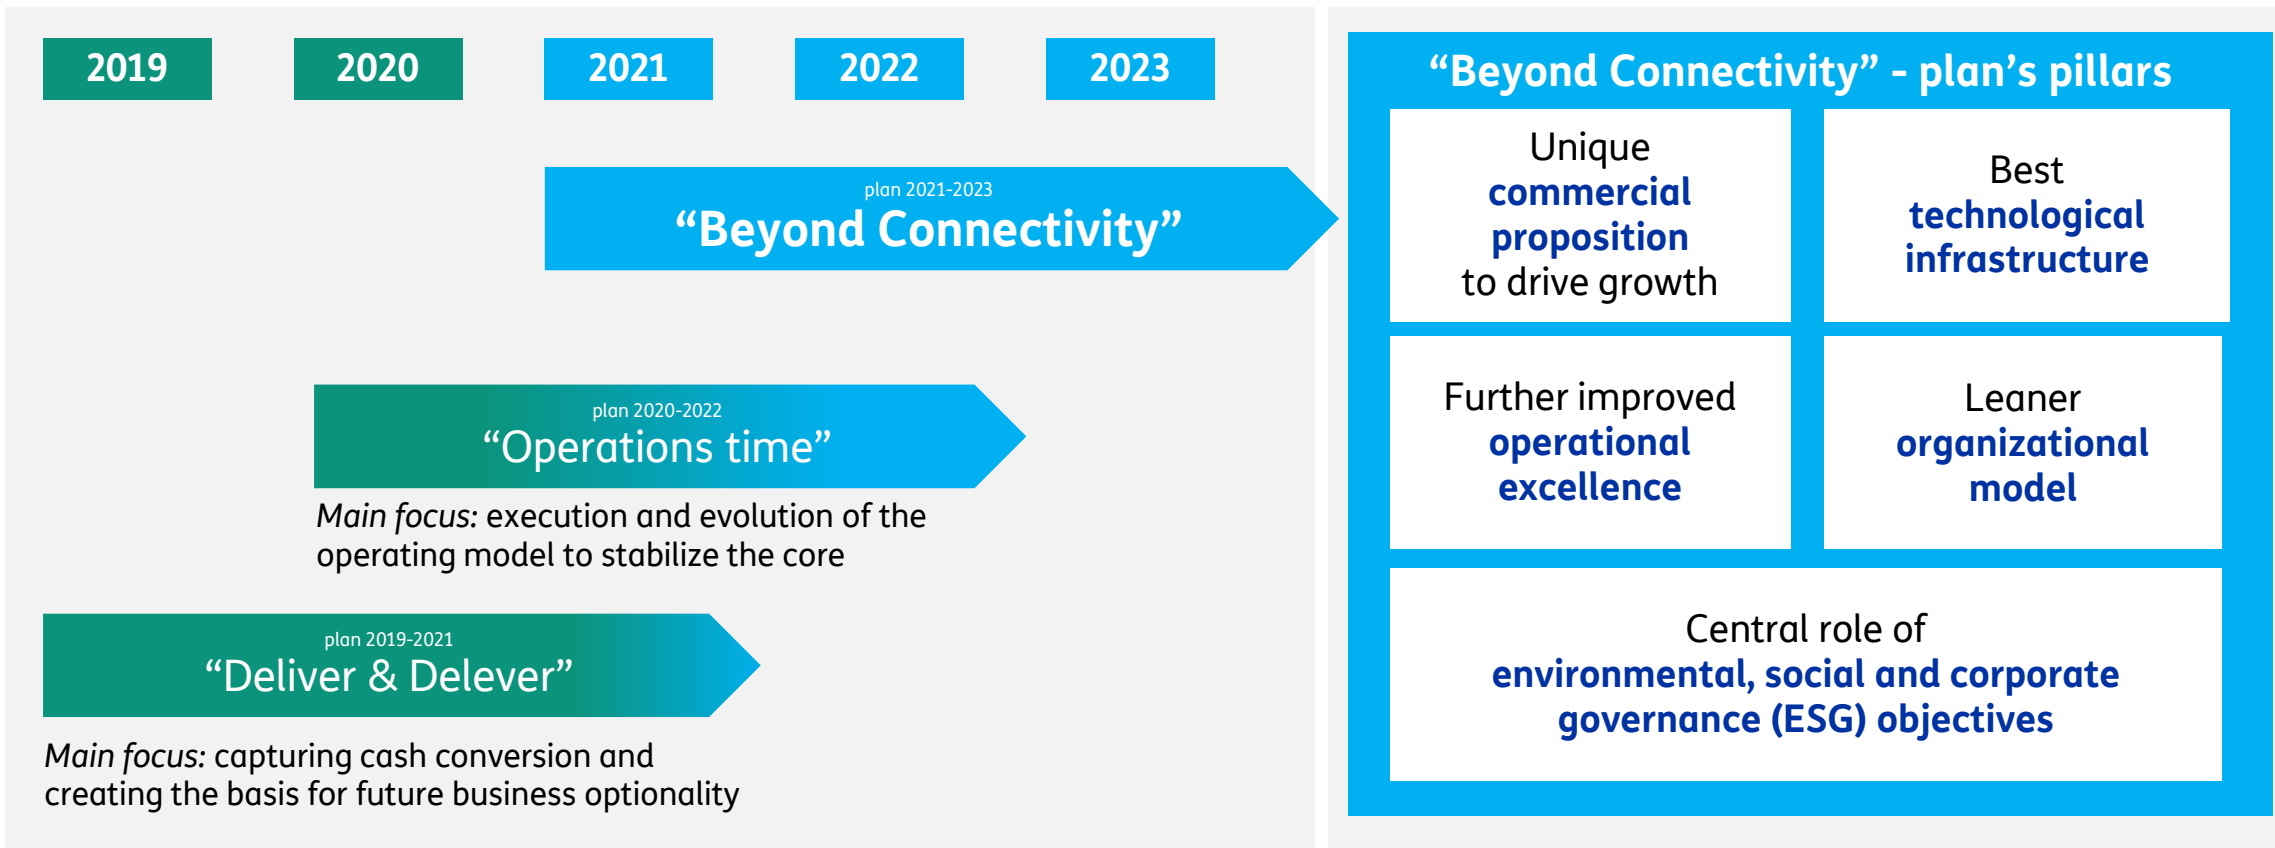 2019
2020
2021
2022
2023
plan 2021-2023
“Beyond Connectivity”
plan 2020-2022
“Operations time”
Main focus: execution and evolution of the
operating model to stabilize the core
plan 2019-2021
“Deliver & Delever”
Main focus: capturing cash conversion and
creating the basis for future business optionality
“Beyond Connectivity” - plan’s pillars
Unique
commercial
proposition
to drive growth
Best
technological
infrastructure
Further improved
operational
excellence
Leaner
organizational
model
Central role of
environmental, social and corporate
governance (ESG) objectives